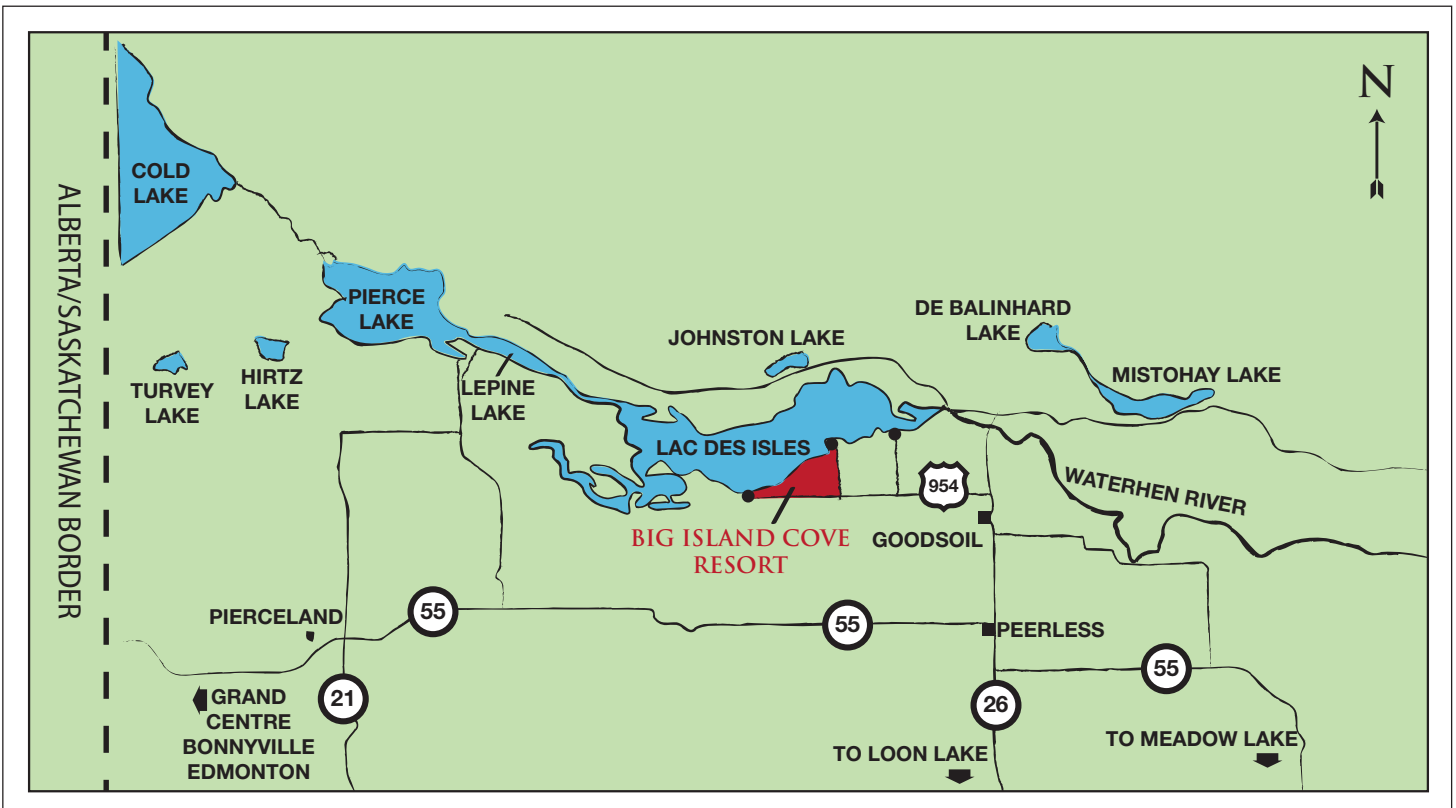 N
COLD
LAKE
ALBERTA/SASKATCHEWAN BORDER
PIERCE
LAKE
DE BALINHARD
LAKE
JOHNSTON LAKE
TURVEY
LAKE
HIRTZ
LAKE
LEPINE
LAKE
MISTOHAY LAKE
LAC DES ISLES
954
WATERHEN RIVER
BIG ISLAND COVE
RESORT
GOODSOIL
PIERCELAND
55
55
PEERLESS
55
GRAND
CENTRE
BONNYVILLE
EDMONTON
21
26
TO LOON LAKE
TO MEADOW LAKE